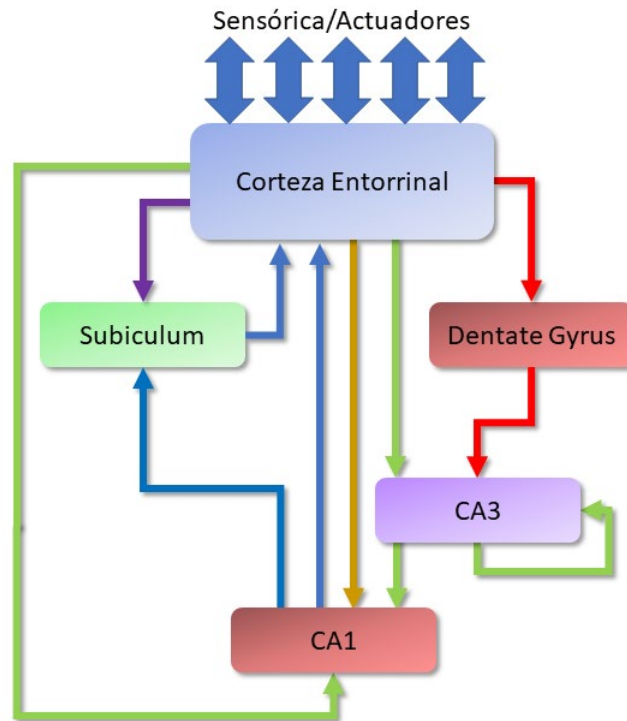 Sensórica/Actuadores
Corteza Entorrinal
Subiculum
Dentate Gyrus
CA3
CA1